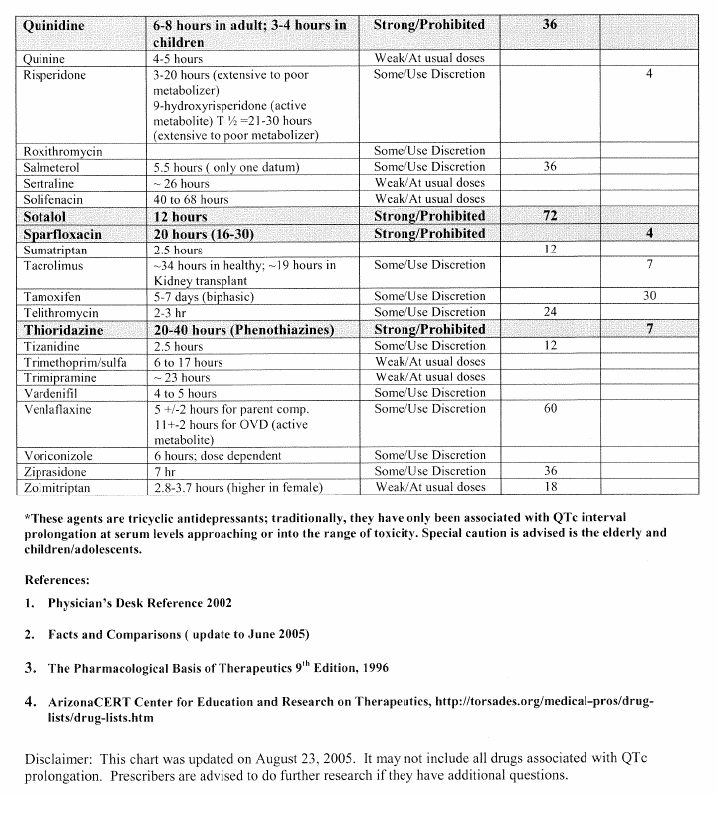 Quinidine 6-8 hours in adult; 3-4 hours in Strong/Prohibited 36
children
Quinine 4-5 hours Weak/At usual doses
Risperidone 3-20 hours (extensive to poor Some/Use Discretion 4
metabolizer)
9-hydroxyrisperidone (active
metabolite) T ½ =21-30 hours
(extensive to poor metabolizer)
Roxithromycin Some/Use Discretion
Salmeterol 5.5 hours ( only one datum) Some/Use Discretion 36
Sertraline ~ 26 hours Weak/At usual doses
Solifenacin 40 to 68 hours Weak/At usual doses
Sotalol 12 hours Strong/Prohibited 72
Sparfloxacin 20 hours (16-30) Strong/Prohibited 4
Sumatriptan 2.5 hours 12
Tacrolimus ~34 hours in healthy; ~19 hours in Some/Use Discretion 7
Kidney transplant
Tamoxifen 5-7 days (biphasic) Some/Use Discretion 30
Telithromycin 2-3 hr Some/Use Discretion 24
Thioridazine 20-40 hours (Phenothiazines) Strong/Prohibited 7
Tizanidine 2.5 hours Some/Use Discretion 12
Trimethoprim/sulfa 6 to 17 hours Weak/At usual doses
Trimipramine ~ 23 hours Weak/At usual doses
Vardenifil 4 to 5 hours Some/Use Discretion
Venlaflaxine 5 +/-2 hours for parent comp. Some/Use Discretion 60
11+-2 hours for OVD (active
metabolite)
Voriconizole 6 hours; dose dependent Some/Use Discretion
Ziprasidone 7 hr Some/Use Discretion 36
Zolmitriptan 2.8-3.7 hours (higher in female) Weak/At usual doses 18
*These agents are tricyclic antidepressants; traditionally, they have only been associated with QTc interval
prolongation at serum levels approaching or into the range of toxicity. Special caution is advised is the elderly and
children/adolescents.
References:
1. Physician's Desk Reference 2002
2. Facts and Comparisons ( update to June 2005)
3. The Pharmacological Basis of Therapeutics 9th Edition, 1996
4. ArizonaCERT Center for Education and Research on Therapeutics, http://torsades.org/medical-pros/drug-
lists/drug-lists.htm
Disclaimer: This chart was updated on August 23, 2005. It may not include all drugs associated with QTc
prolongation. Prescribers are advised to do further research if they have additional questions.